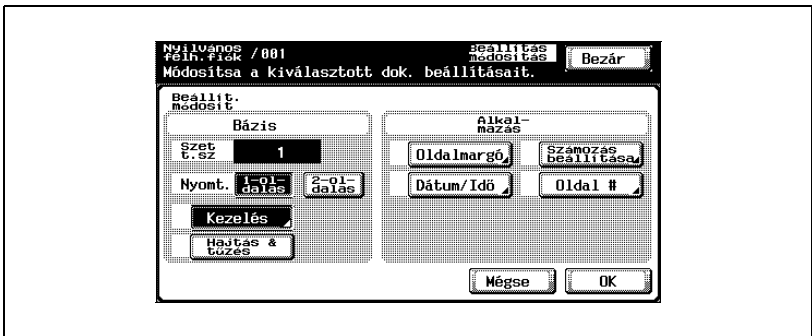 Nyilvános
félh.fiók /001
Beállítás
módosítás
Bezár
Módosítsa a kiválasztott dok. beállításait.
Beállít.
módosít
Bázis
Alkal-
mazás
Szet
t.sz
1
Oldalmargó
Számozás
beállítása
Nyomt.
1-ol-
dalas
2-ol-
dalas
Dátum/Idő
Oldal #
Kezelés
Hajtás &
tűzés
Mégse
OK